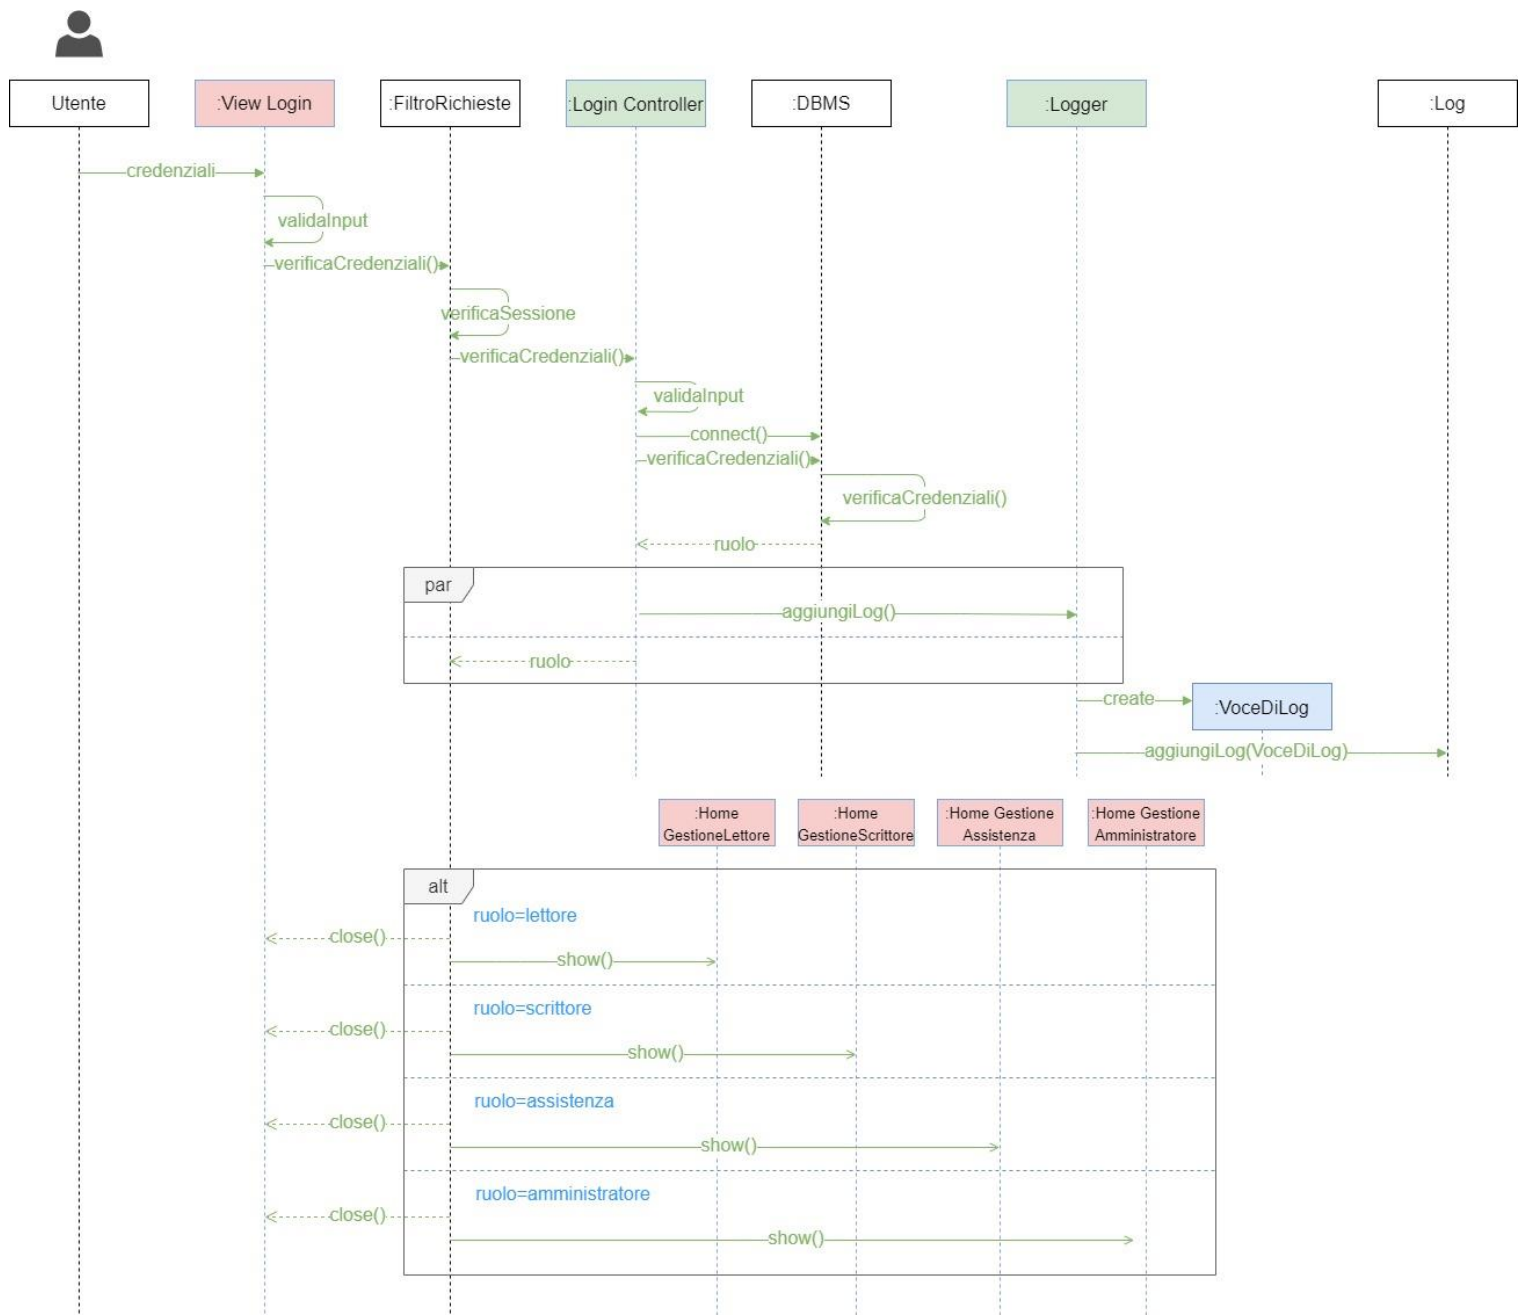 Utente
:View Login
:FiltroRichieste
:Login Controller
:DBMS
:Logger
:Log
credenziali
validaInput
verificaCredenziali()
verificaSessione
verificaCredenziali()
validaInput
connect()
verificaCredenziali()
verificaCredenziali()
ruolo
par
aggiungiLog()
ruolo
create
:VoceDiLog
aggiungiLog(VoceDiLog)
:Home
GestioneLettore
:Home
GestioneScrittore
:Home Gestione
Assistenza
:Home Gestione
Amministratore
alt
ruolo=lettore
close()
show()
ruolo=scrittore
close()
show()
ruolo=assistenza
close()
show()
ruolo=amministratore
close()
show()